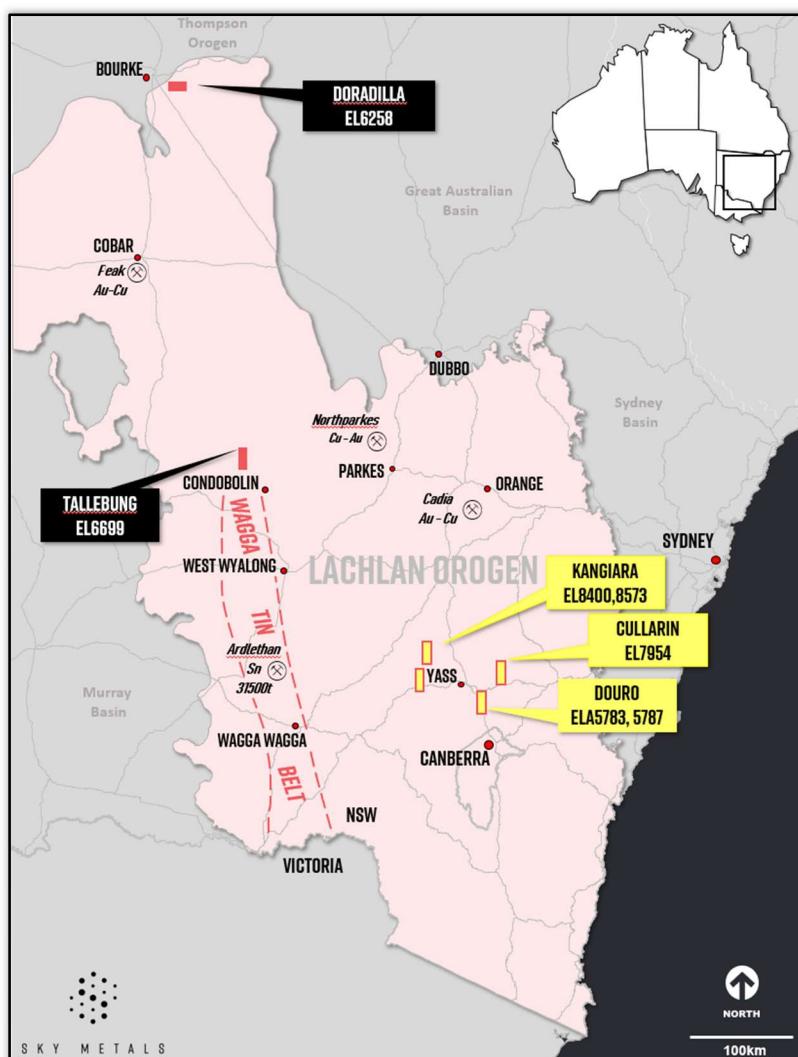 Thompson
Orogen
BOURKE
DORADILLA
EL6258
Great Australian
Basin
COBAR
Feak
Au-Cu
DUBBO
Sydney
Basin
Northparkes
Cu - Au
PARKES
TALLEBUNG
EL6699
CONDOBOLIN
ORANGE
Cadia
Au - Cu
SYDNEY
WAGGA
TIN
BELT
WEST WYALONG
LACHLAN OROGEN
KANGIARA
EL8400,8573
CULLARIN
EL7954
Ardlethan
Sn
31500t
YASS
DOURO
ELA5783, 5787
Murray
Basin
WAGGA WAGGA
CANBERRA
NSW
VICTORIA
SKY METALS
NORTH
100km